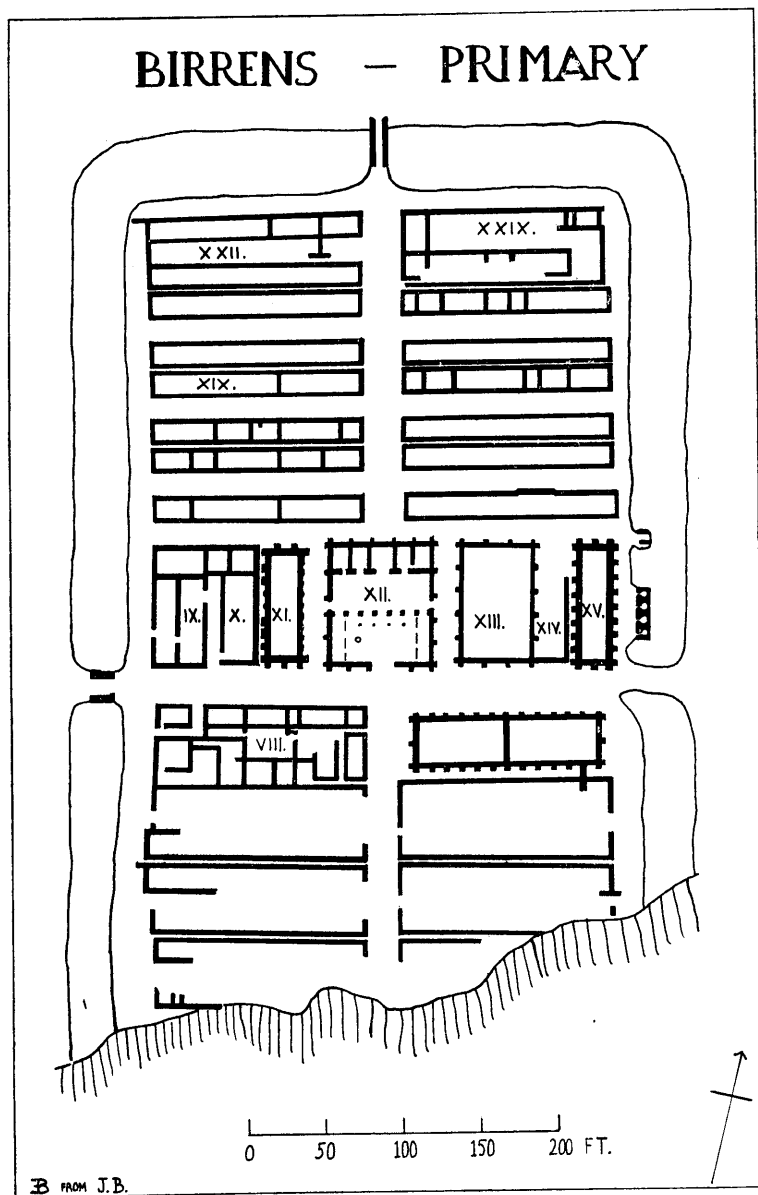 BIRRENS — PRIMARY
XXII.
XXIX.
XIX.
IX.
X.
XI.
XII.
XIII.
XIV.
XV.
VIII.
0 50 100 150 200 FT.
FROM J.B.